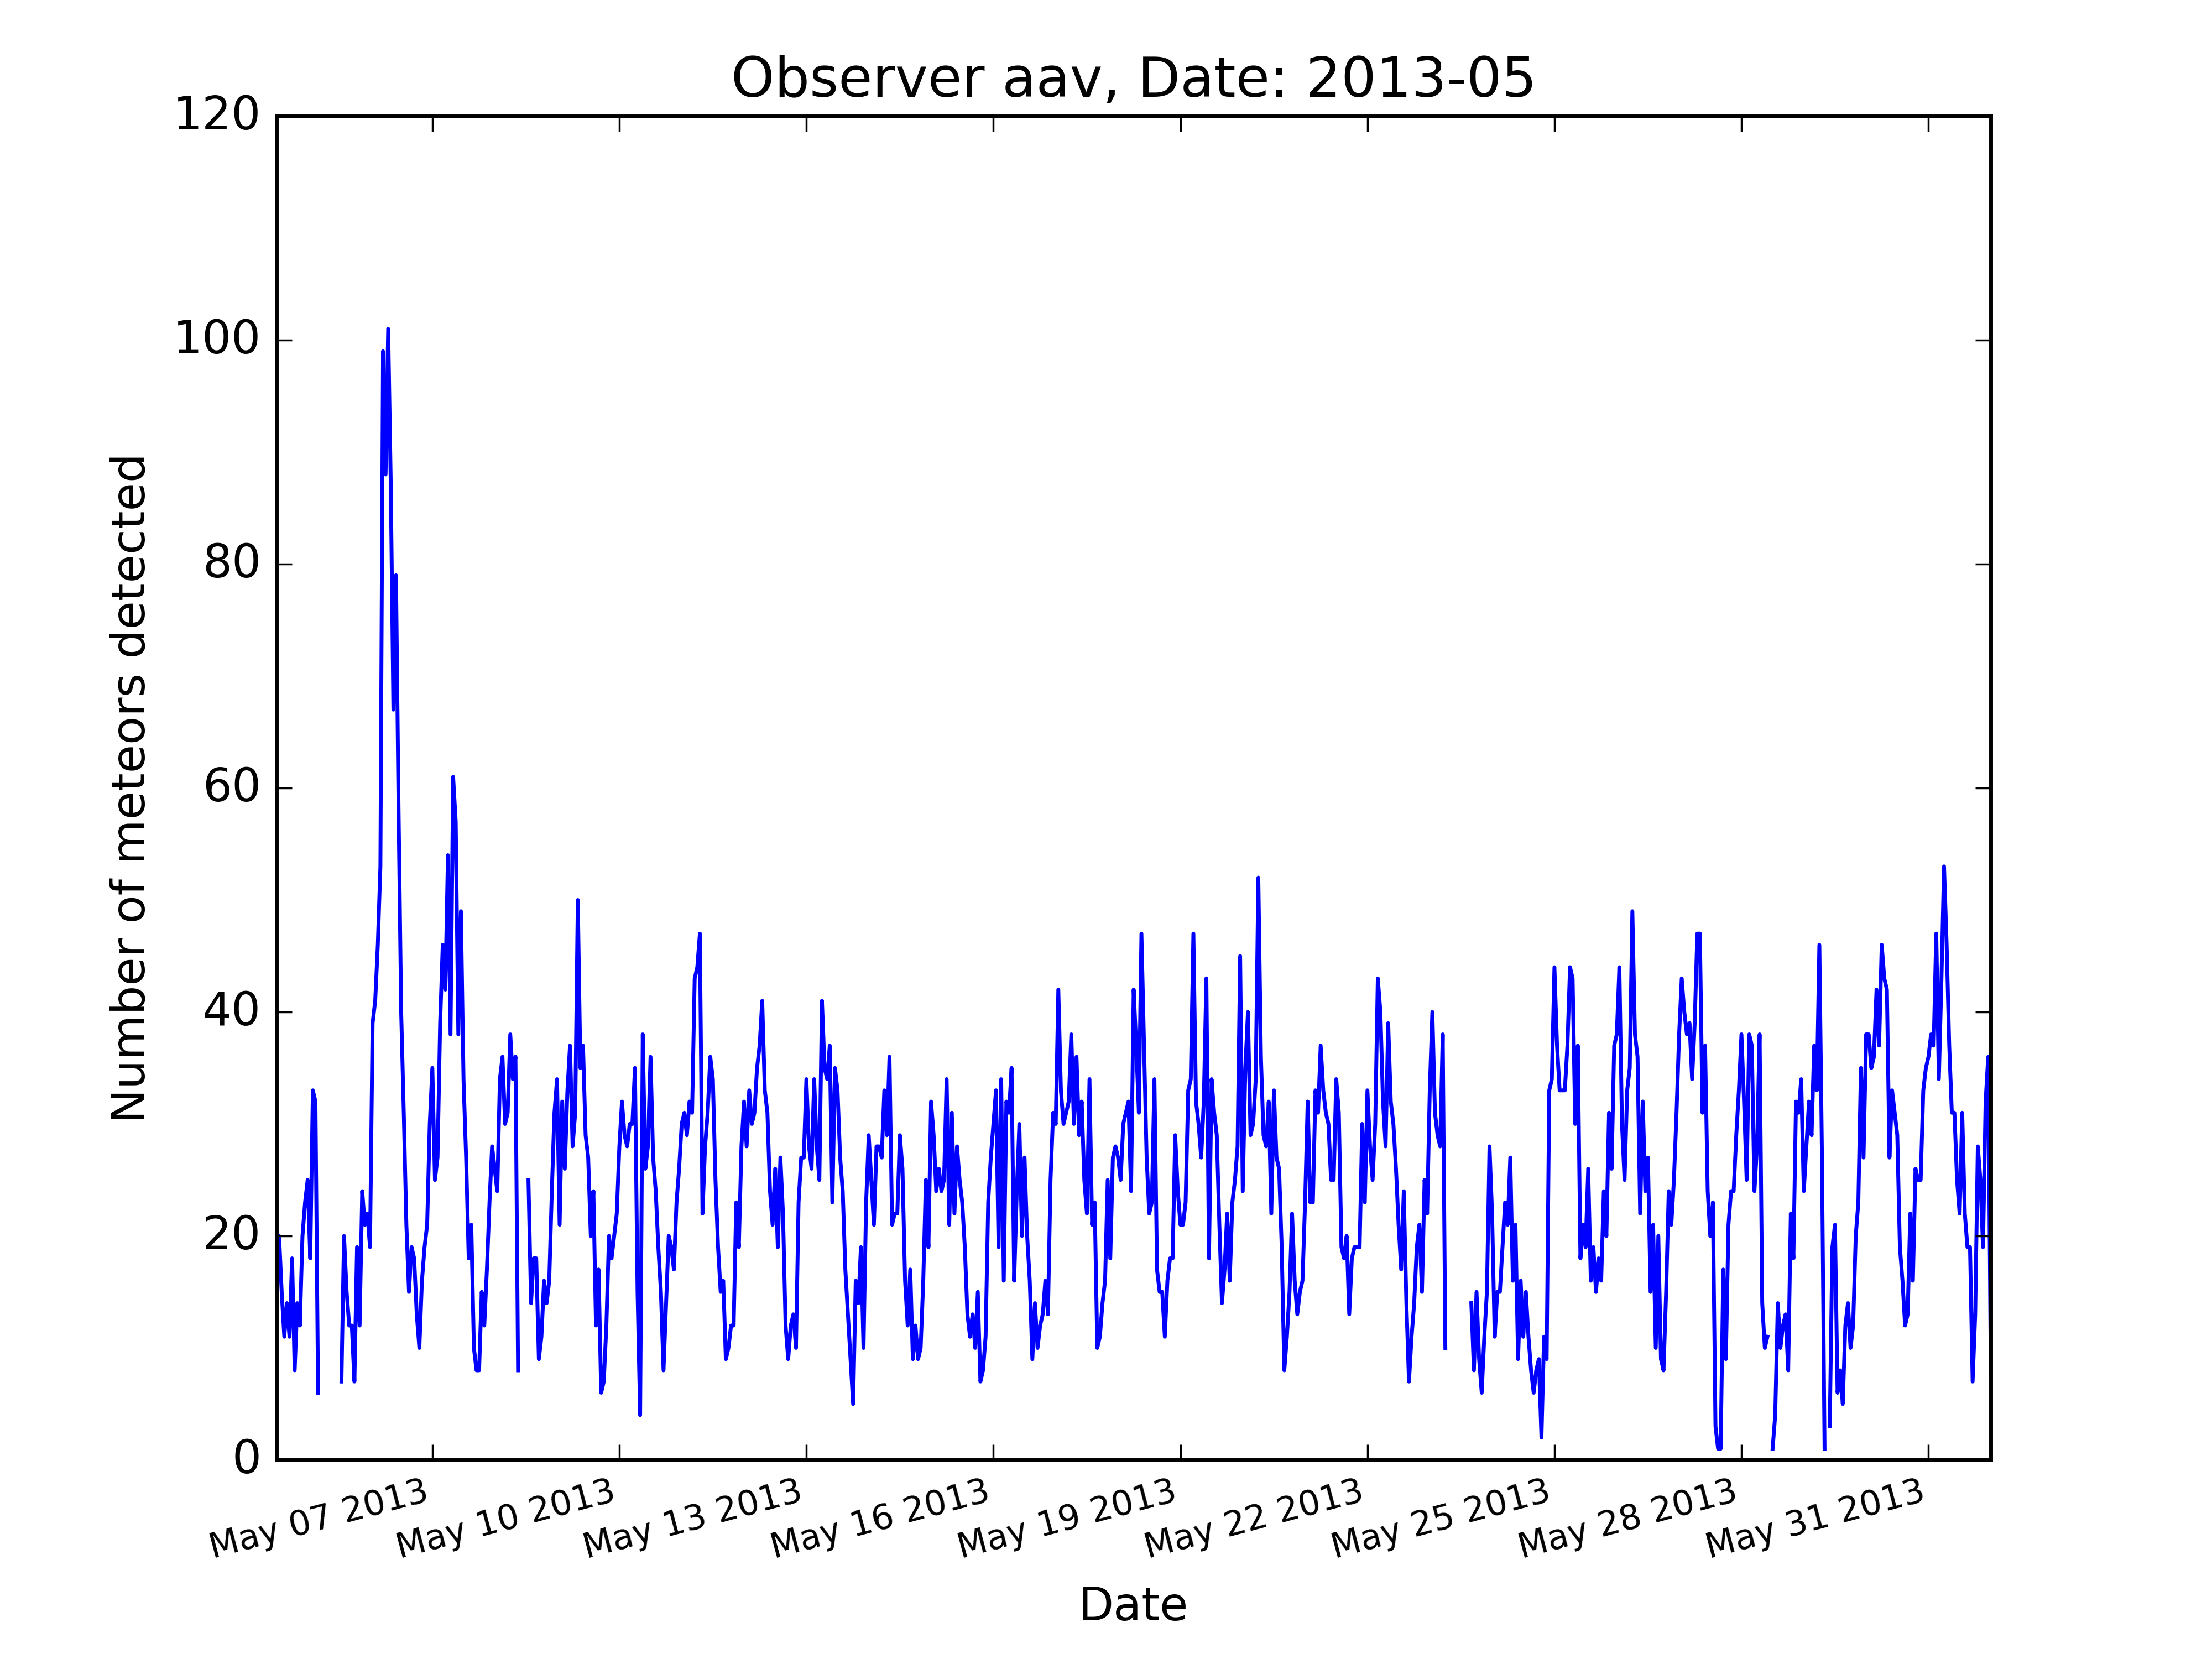 Observer aav, Date: 2013-05
120
100
80
60
40
20
0
Number of meteors detected
May 07 2013
May 10 2013
May 13 2013
May 16 2013
May 19 2013
May 22 2013
May 25 2013
May 28 2013
May 31 2013
Date